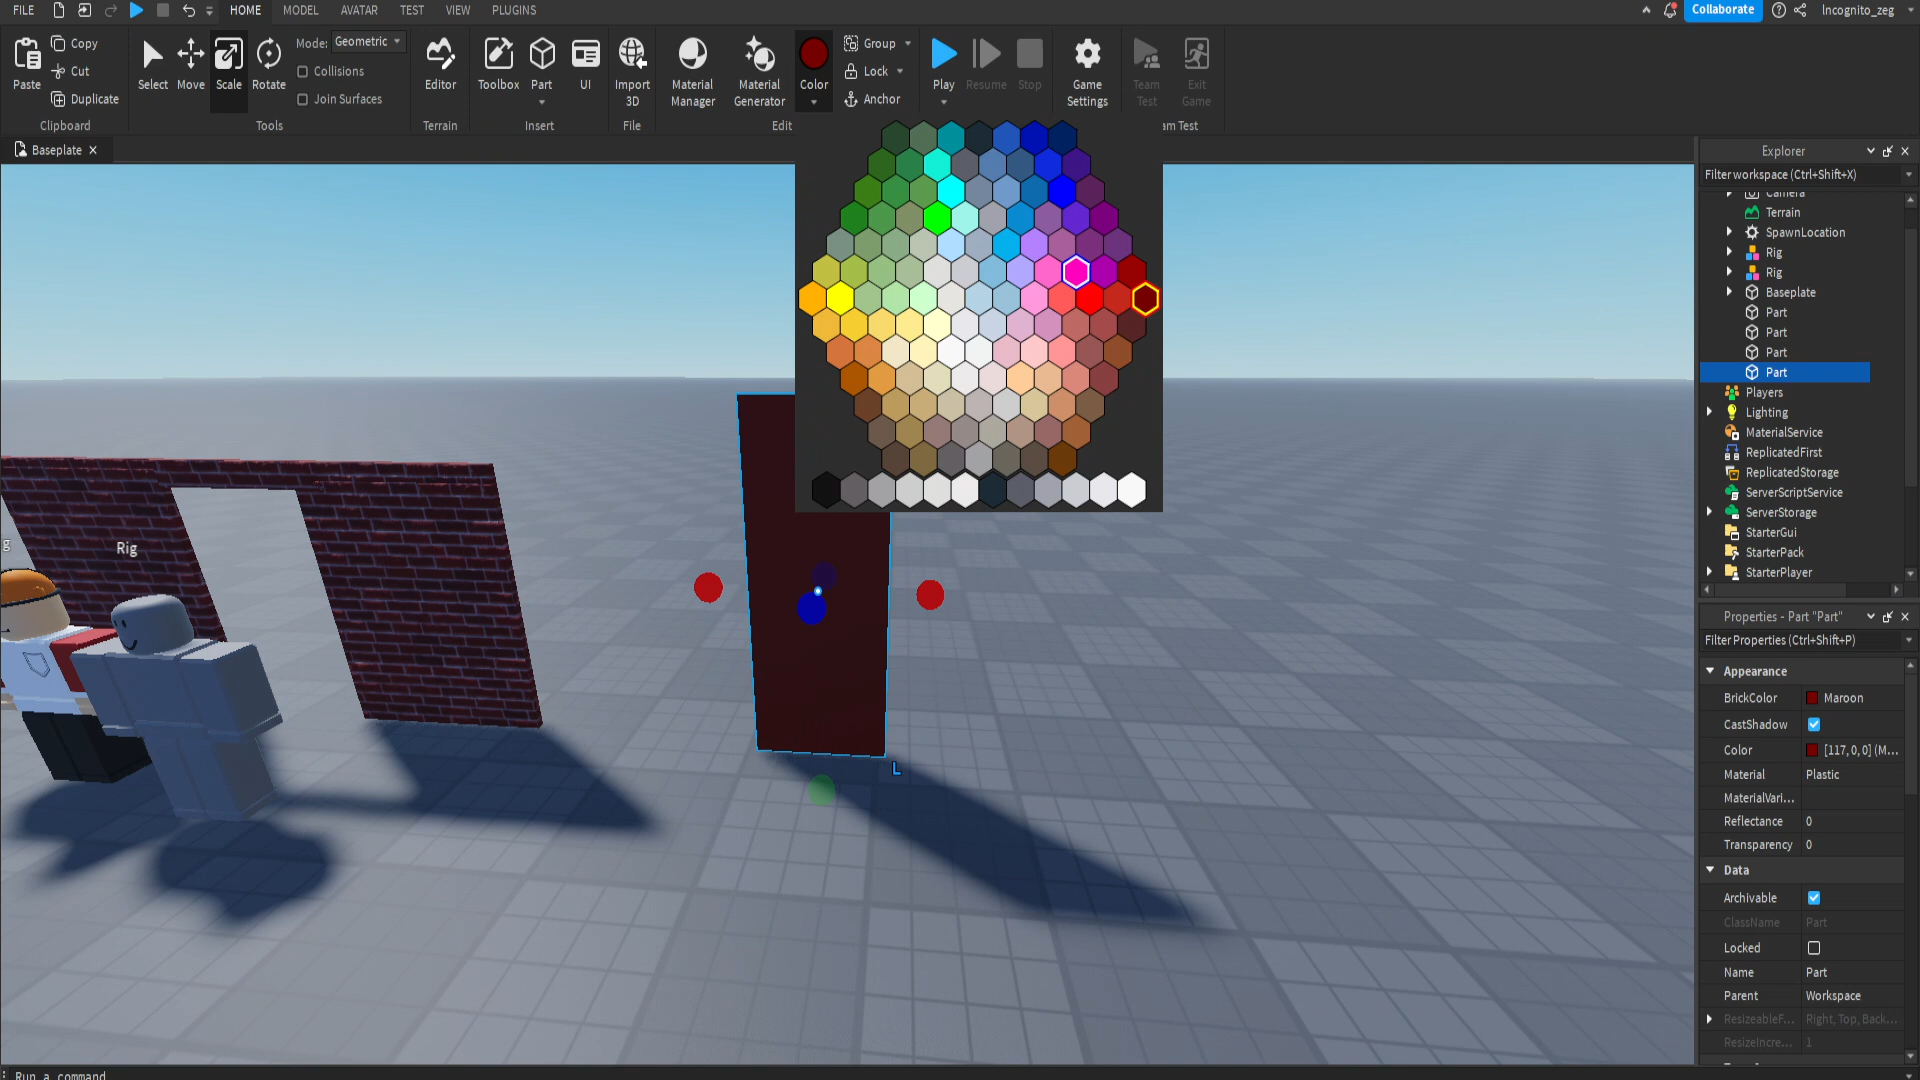 FILE HOME MODEL AVATAR TEST VIEW PLUGINS Collaborate Incognito_zeg
Paste
Copy
Cut
Duplicate
Clipboard
Select
Move
Scale
Rotate
Mode: Geometric
Collisions
Join Surfaces
Tools
Editor
Terrain
Toolbox
Part
UI
Insert
Import
3D
File
Material
Manager
Material
Generator
Color
Group
Lock
Anchor
Edit
Play
Resume
Stop
Game
Settings
Team
Test
Exit
Game
am Test
Baseplate
Rig
g
L
Explorer
Filter workspace (Ctrl+Shift+X)
Camera
Terrain
SpawnLocation
Rig
Rig
Baseplate
Part
Part
Part
Part
Players
Lighting
MaterialService
ReplicatedFirst
ReplicatedStorage
ServerScriptService
ServerStorage
StarterGui
StarterPack
StarterPlayer
Properties - Part "Part"
Filter Properties (Ctrl+Shift+P)
Appearance
BrickColor Maroon
CastShadow
Color [117,0,0] (M...
Material Plastic
MaterialVari...
Reflectance 0
Transparency 0
Data
Archivable
ClassName Part
Locked
Name Part
Parent Workspace
ResizeableF... Right, Top, Back...
ResizeIncre... 1
Run a command